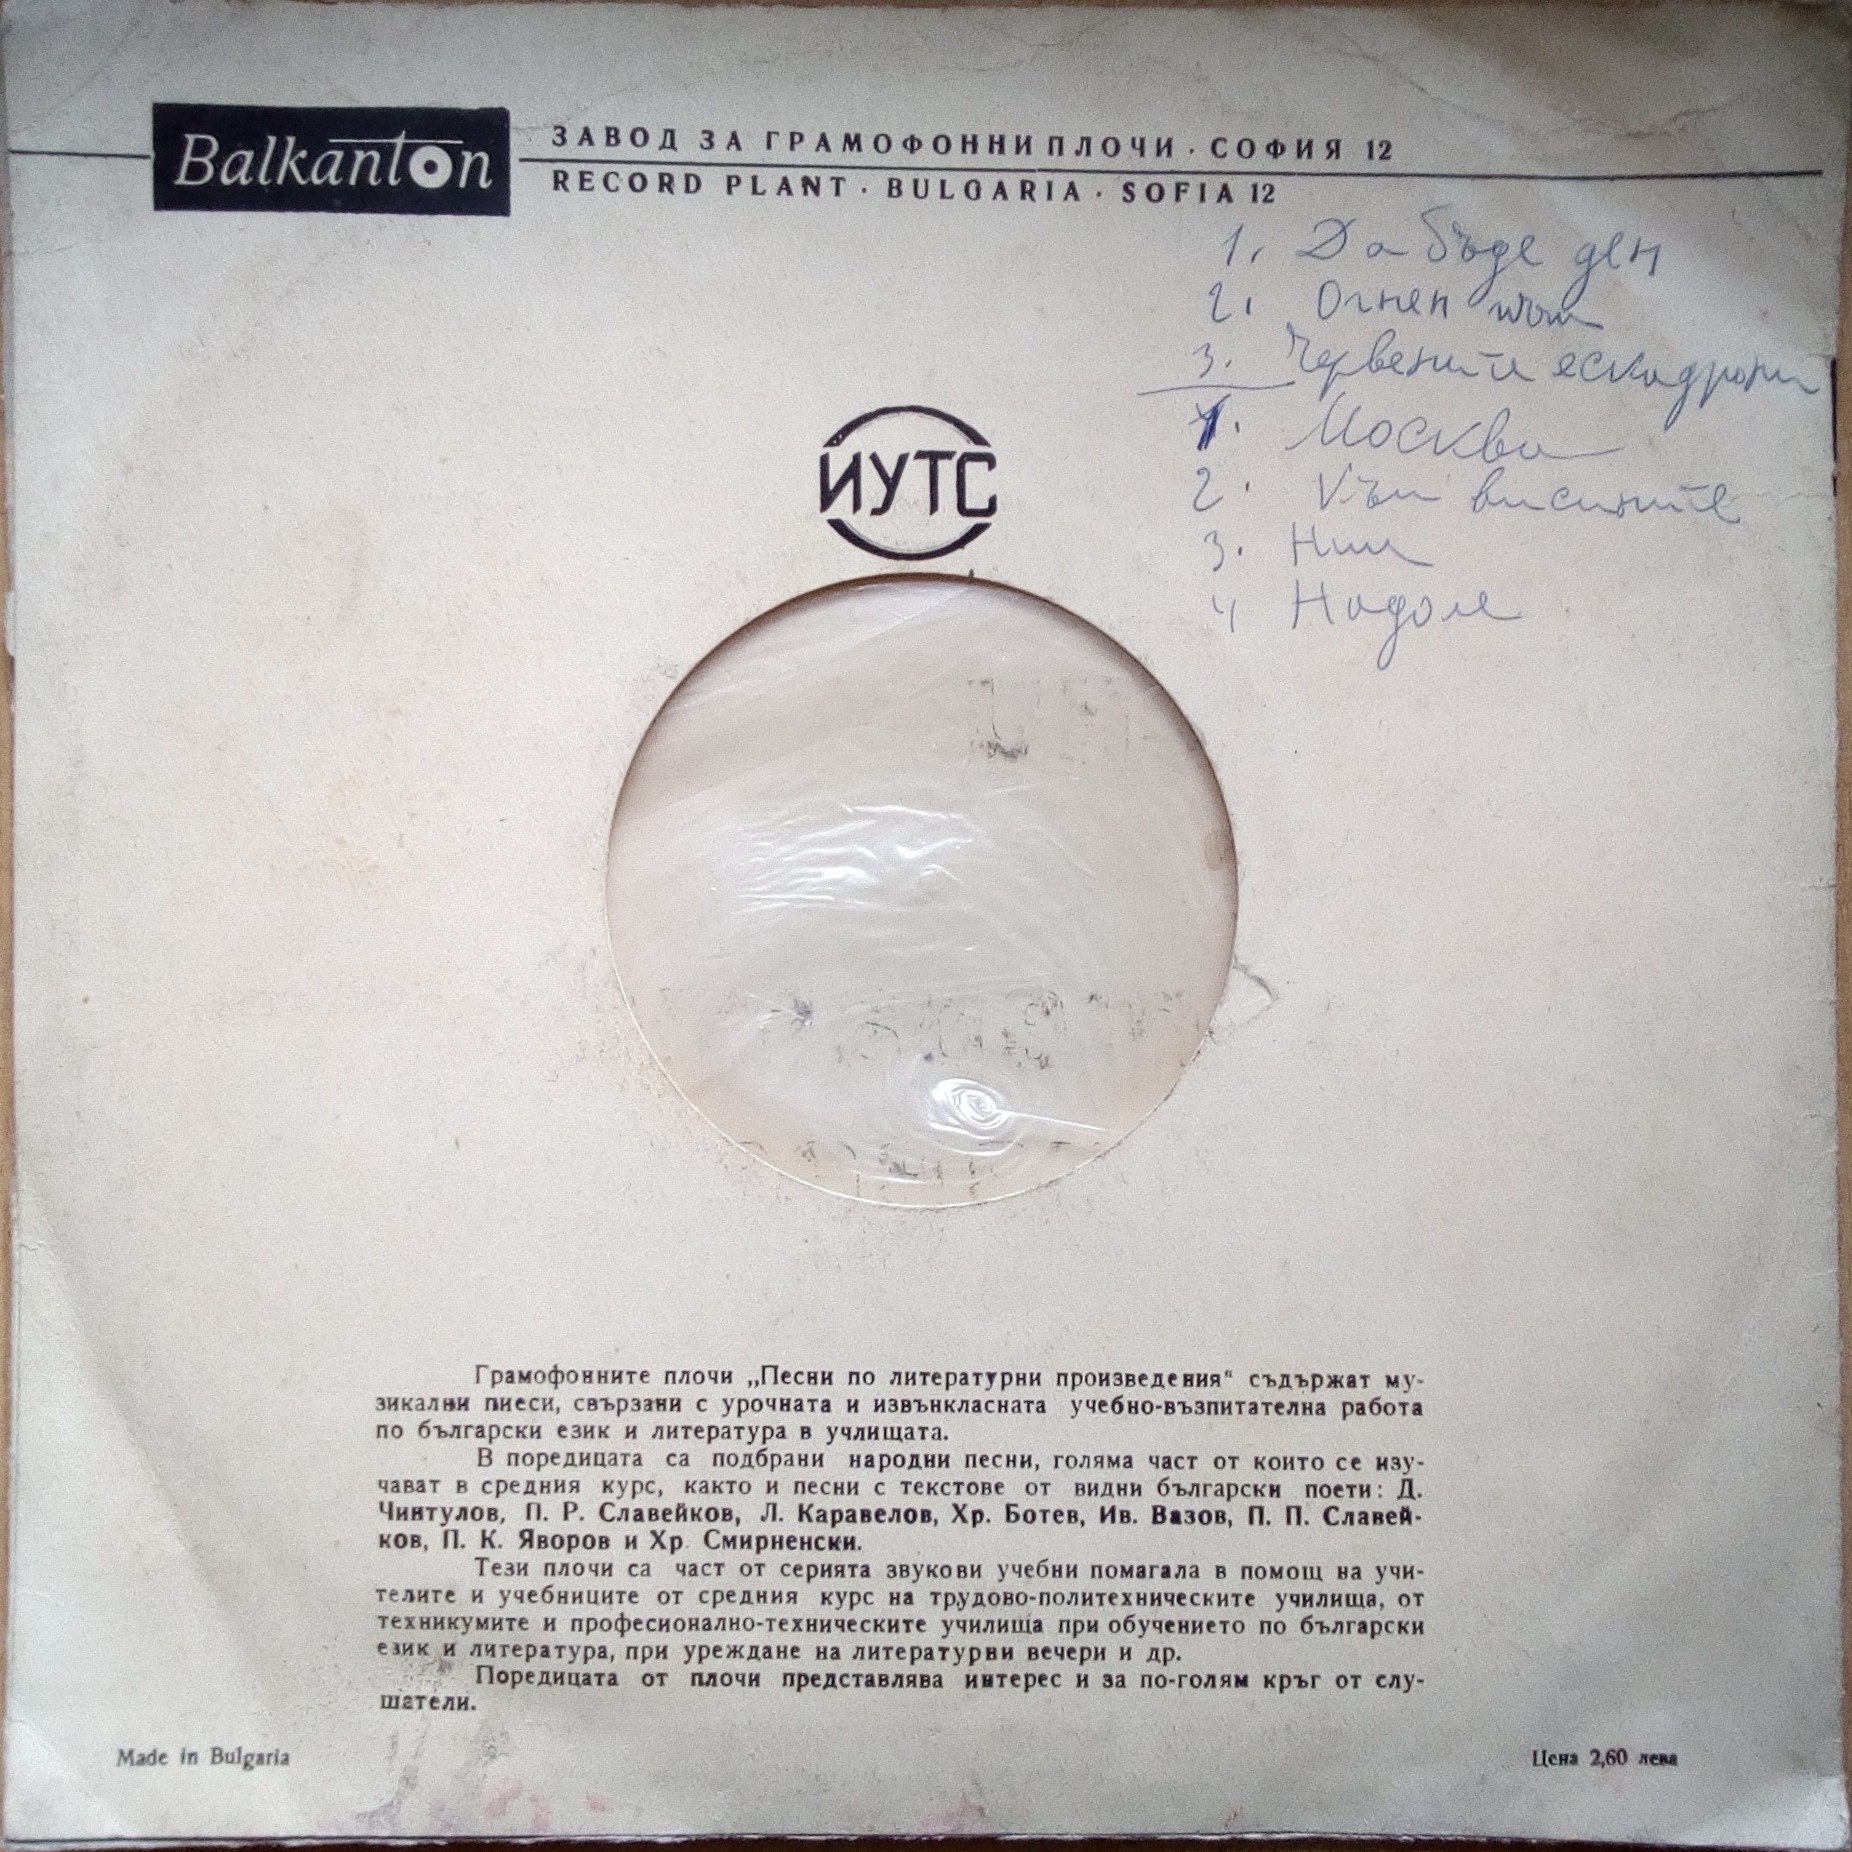 Balkanton
ЗАВОД ЗА ГРАМОФОННИ ПЛОЧИ · СОФИЯ 12
RECORD PLANT · BULGARIA · SOFIA 12
1. Да бъде ден
2. Огнен път
3. Червените ескадрони
1. Москва
2. Към висините
3. Ний
4 Надоле
ИУТС
Грамофонните плочи „Песни по литературни произведения“ съдържат му-
зикални пиеси, свързани с урочната и извънкласната учебно-възпитателна работа
по български език и литература в учлищата.
В поредицата са подбрани народни песни, голяма част от които се изу-
чават в средния курс, както и песни с текстове от видни български поети: Д.
Чинтулов, П. Р. Славейков, Л. Каравелов, Хр. Ботев, Ив. Вазов, П. П. Славей-
ков, П. К. Яворов и Хр. Смирненски.
Тези плочи са част от серията звукови учебни помагала в помощ на учи-
телите и учебниците от средния курс на трудово-политехническите училища, от
техникумите и професионално-техническите училища при обучението по български
език и литература, при уреждане на литературни вечери и др.
Поредицата от плочи представлява интерес и за по-голям кръг от слу-
шатели.
Made in Bulgaria
Цена 2,60 лева